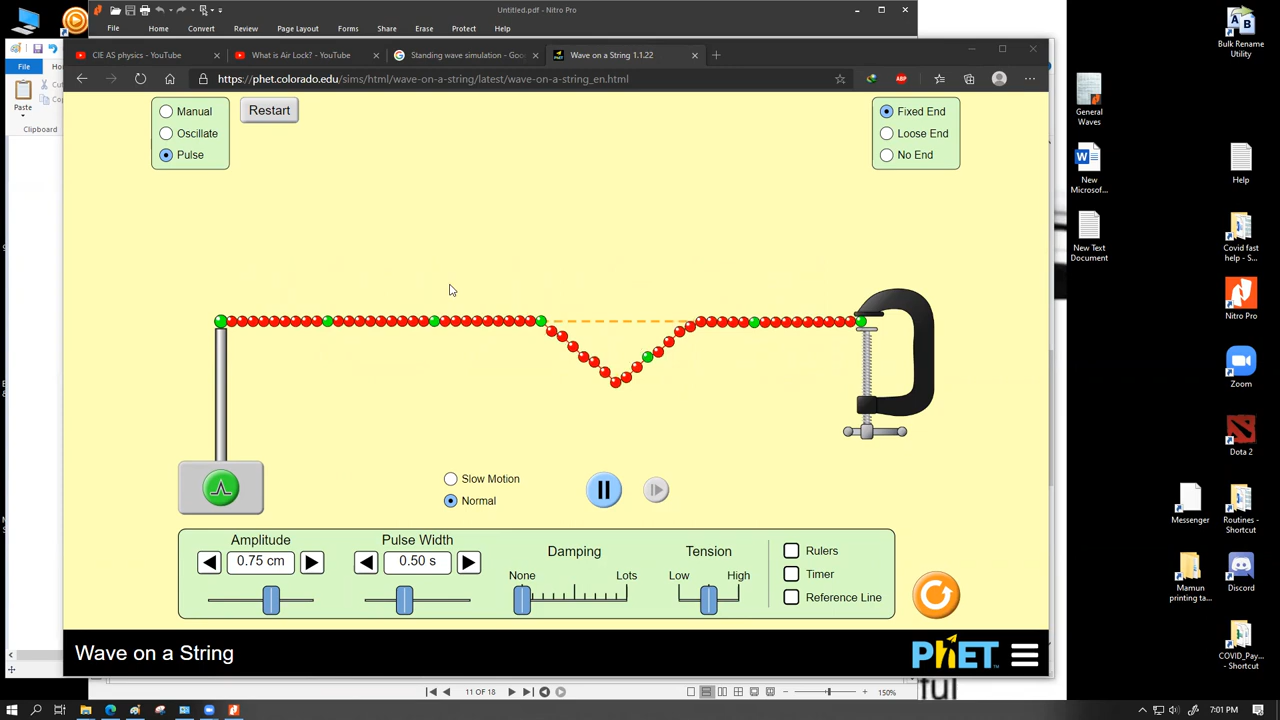 Untitled.pdf - Nitro Pro
File Home Convert Review Page Layout Forms Share Erase Protect Help
CIE AS physics - YouTube
What is Air Lock? - YouTube
Standing wave simulation - Goo
Wave on a String 1.1.22
https://phet.colorado.edu/sims/html/wave-on-a-string/latest/wave-on-a-string_en.html
ABP
File
Paste
Clipboard
Manual
Oscillate
Pulse
Restart
Fixed End
Loose End
No End
Slow Motion
Normal
Amplitude
0.75 cm
Pulse Width
0.50 s
Damping
None Lots
Tension
Low High
Rulers
Timer
Reference Line
Wave on a String
PhET
11 OF 18
150%
ful
Bulk Rename
Utility
General
Waves
New
Microsof...
Help
New Text
Document
Covid fast
help - S...
Nitro Pro
Zoom
Dota 2
Messenger
Routines -
Shortcut
Mamun
printing ta...
Discord
COVID_Pay...
- Shortcut
7:01 PM